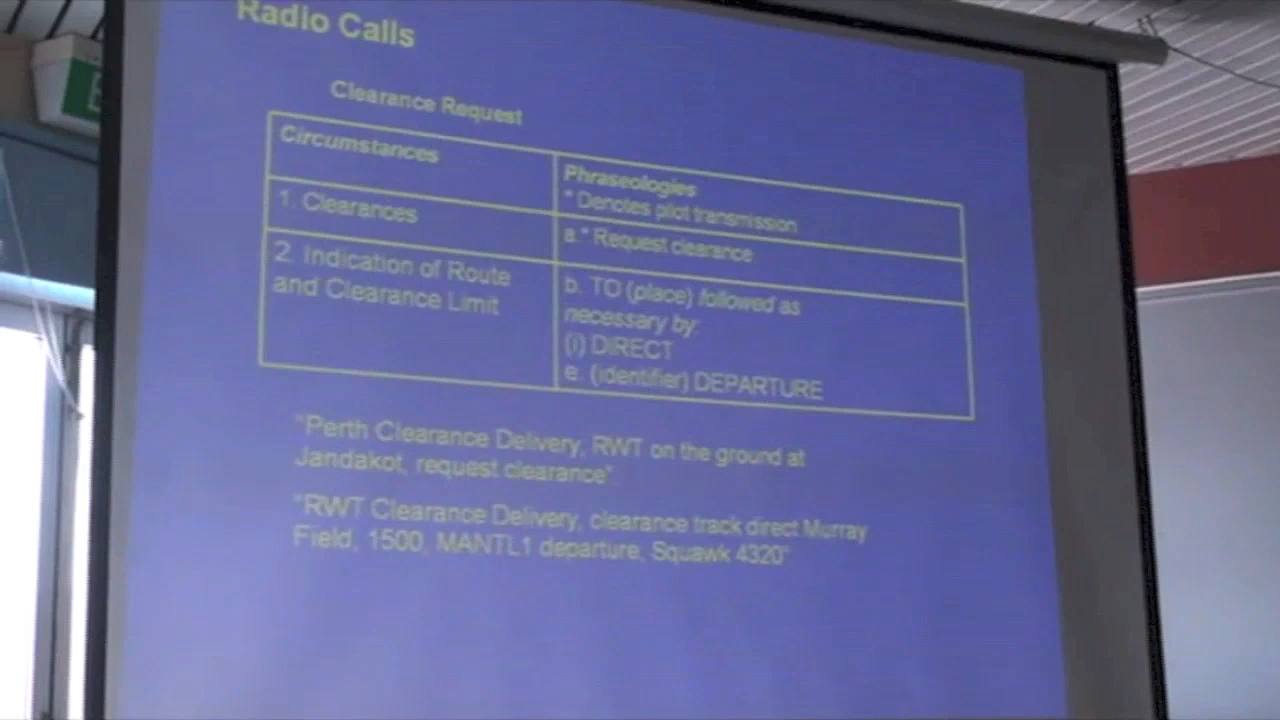 Radio Calls
Clearance Request
Circumstances
Phraseologies
* Denotes pilot transmission
1. Clearances
a.* Request clearance
2. Indication of Route
and Clearance Limit
b. TO (place) followed as
necessary by:
(i) DIRECT
e. (identifier) DEPARTURE
"Perth Clearance Delivery, RWT on the ground at
Jandakot, request clearance"
"RWT Clearance Delivery, clearance track direct Murray
Field, 1500, MANTL1 departure, Squawk 4320"